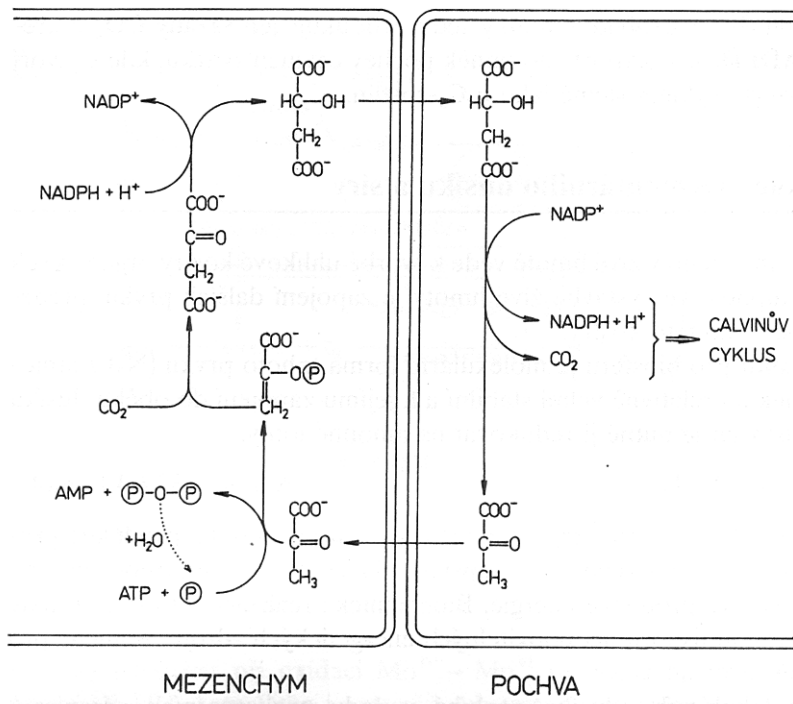 COO⁻
HC–OH
CH₂
COO⁻
NADP⁺
NADPH + H⁺
COO⁻
C=O
CH₂
COO⁻
COO⁻
C–O Ⓟ
CH₂
CO₂
AMP + Ⓟ-O-Ⓟ
+H₂O
ATP + Ⓟ
COO⁻
C=O
CH₃
COO⁻
HC–OH
CH₂
COO⁻
NADP⁺
NADPH + H⁺
CO₂
CALVINŮV
CYKLUS
COO⁻
C=O
CH₃
MEZENCHYM
POCHVA